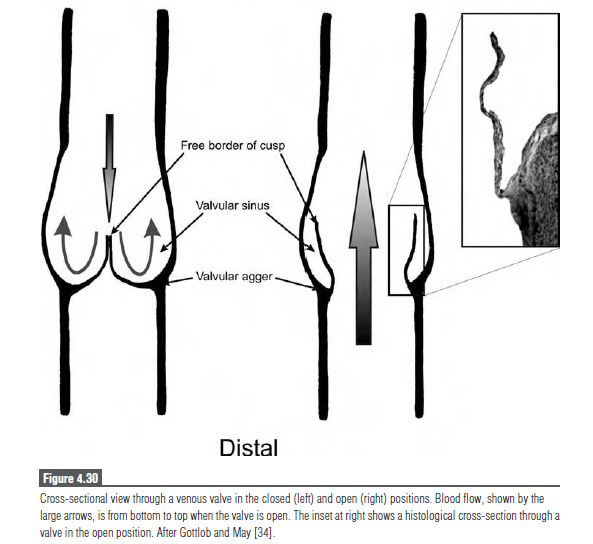 Free border of cusp
Valvular sinus
Valvular agger
Distal
Figure 4.30
Cross-sectional view through a venous valve in the closed (left) and open (right) positions. Blood flow, shown by the
large arrows, is from bottom to top when the valve is open. The inset at right shows a histological cross-section through a
valve in the open position. After Gottlob and May [34].